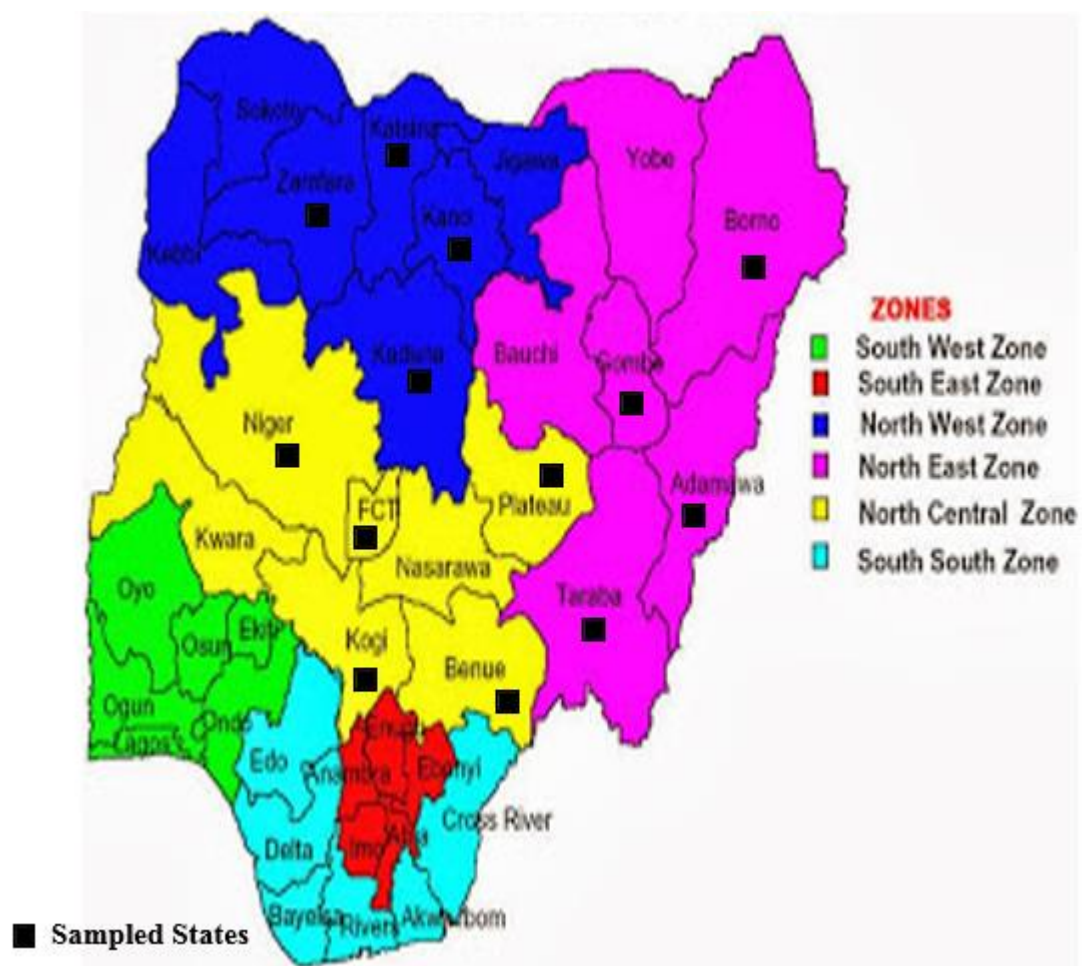 Sokoto
Katsina
Jigawa
Yobe
Zamfara
Kano
Borno
Kebbi
ZONES
South West Zone
South East Zone
North West Zone
North East Zone
North Central Zone
South South Zone
Kaduna
Bauchi
Gombe
Niger
Adamawa
FCT
Plateau
Kwara
Nasarawa
Oyo
Taraba
Osun
Ekiti
Kogi
Benue
Ogun
Ondo
Enugu
Lagos
Edo
Anambra
Ebonyi
Cross River
Delta
Imo
Abia
Bayelsa
Rivers
Akwa Ibom
Sampled States